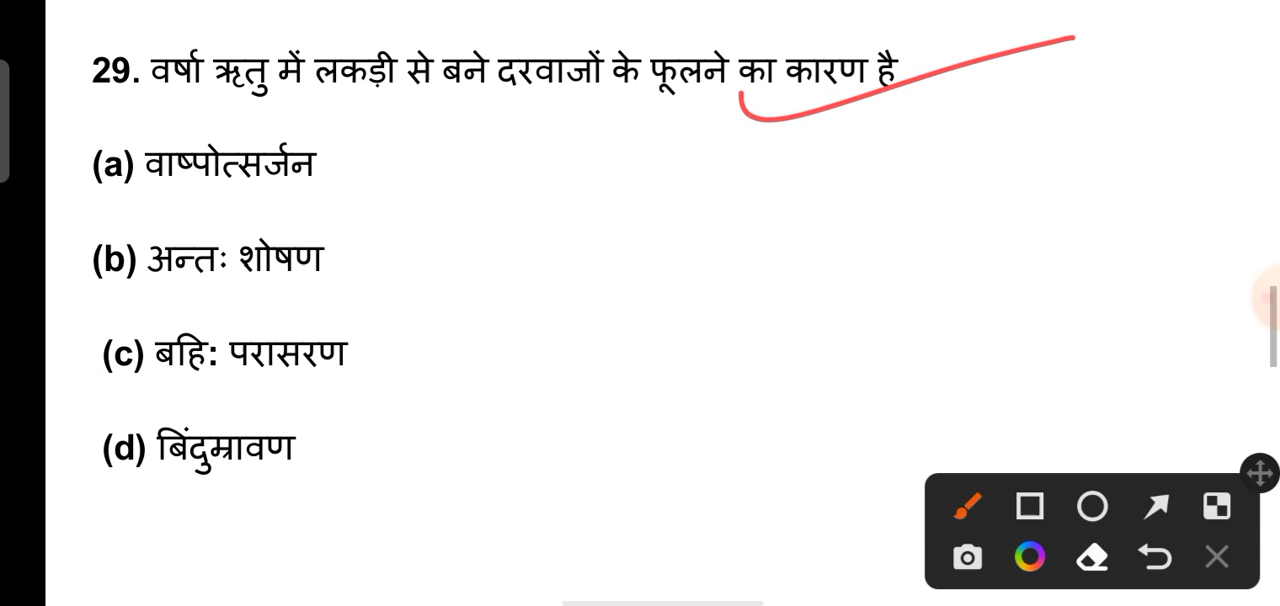 29. वर्षा ऋतु में लकड़ी से बने दरवाजों के फूलने का कारण है
(a) वाष्पोत्सर्जन
(b) अन्तः शोषण
(c) बहि: परासरण
(d) बिंदुम्रावण